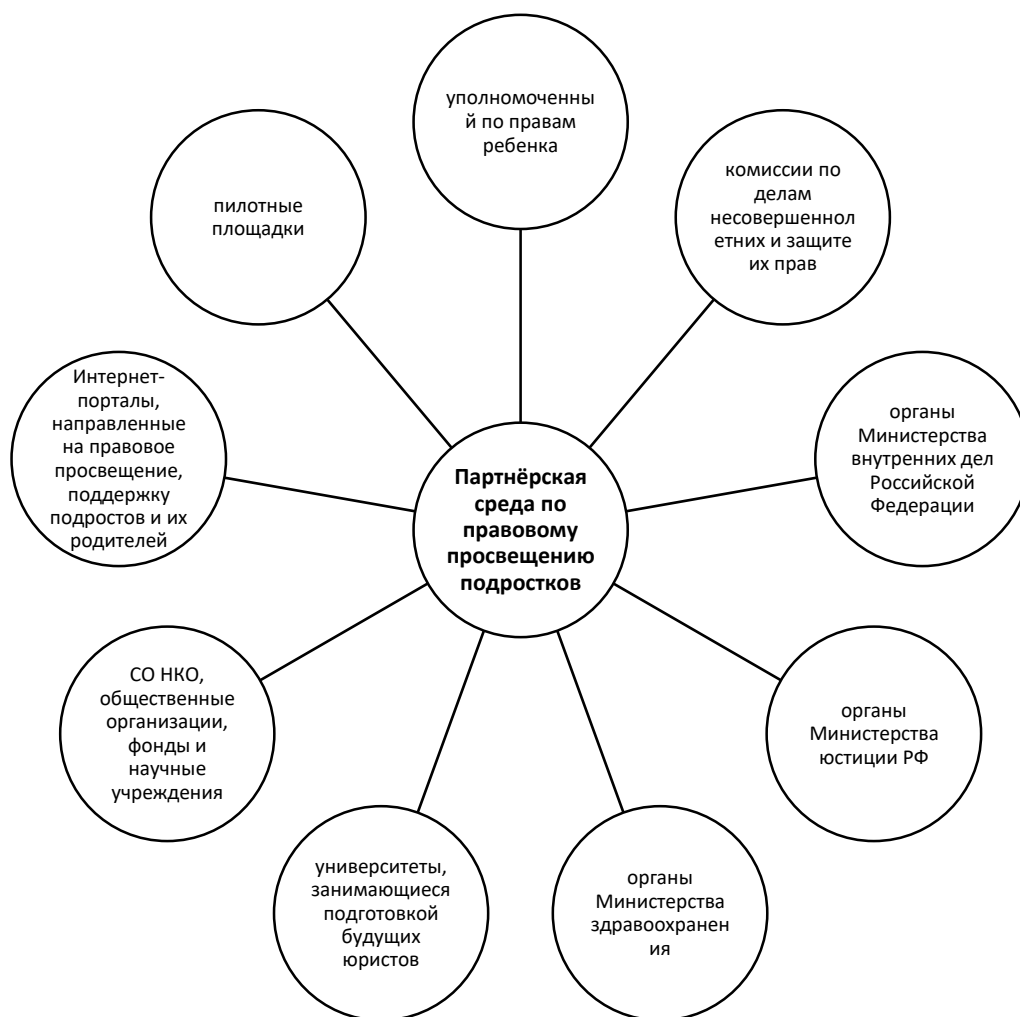 уполномоченны
й по правам
ребенка
комиссии по
делам
несовершеннол
етних и защите
их прав
органы
Министерства
внутренних дел
Российской
Федерации
органы
Министерства
юстиции РФ
органы
Министерства
здравоохранен
ия
университеты,
занимающиеся
подготовкой
будущих
юристов
СО НКО,
общественные
организации,
фонды и
научные
учреждения
Интернет-
порталы,
направленные
на правовое
просвещение,
поддержку
подростов и их
родителей
пилотные
площадки
Партнёрская
среда по
правовому
просвещению
подростков